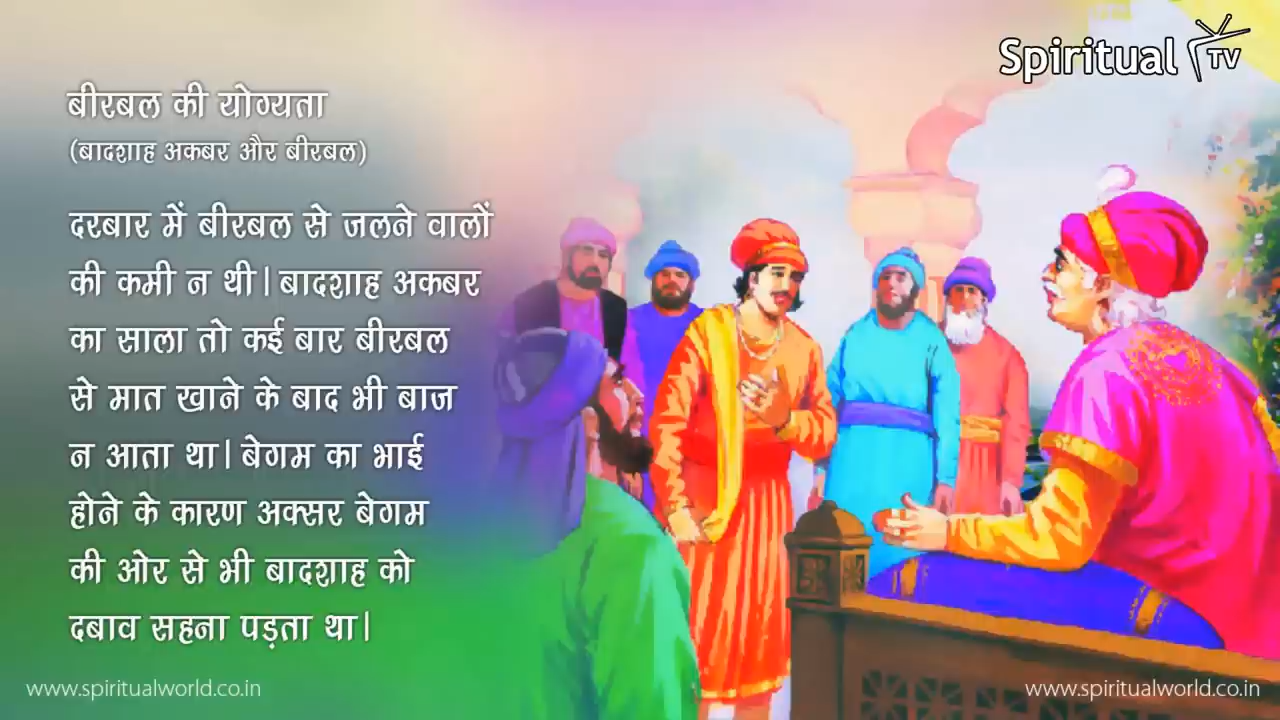 Spiritual TV
बीरबल की योग्यता
(बादशाह अकबर और बीरबल)
दरबार में बीरबल से जलने वालों
की कमी न थी। बादशाह अकबर
का साला तो कई बार बीरबल
से मात खाने के बाद भी बाज
न आता था। बेगम का भाई
होने के कारण अक्सर बेगम
की ओर से भी बादशाह को
दबाव सहना पड़ता था।
www.spiritualworld.co.in
www.spiritualworld.co.in